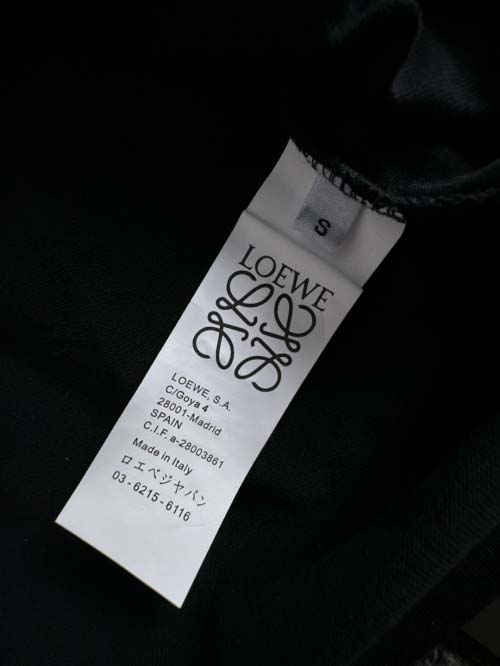 S
LOEWE
LOEWE, S.A.
C/Goya 4
28001-Madrid
SPAIN
C.I.F. a-28003861
Made in Italy
ロエベジャパン
03-6215-6116